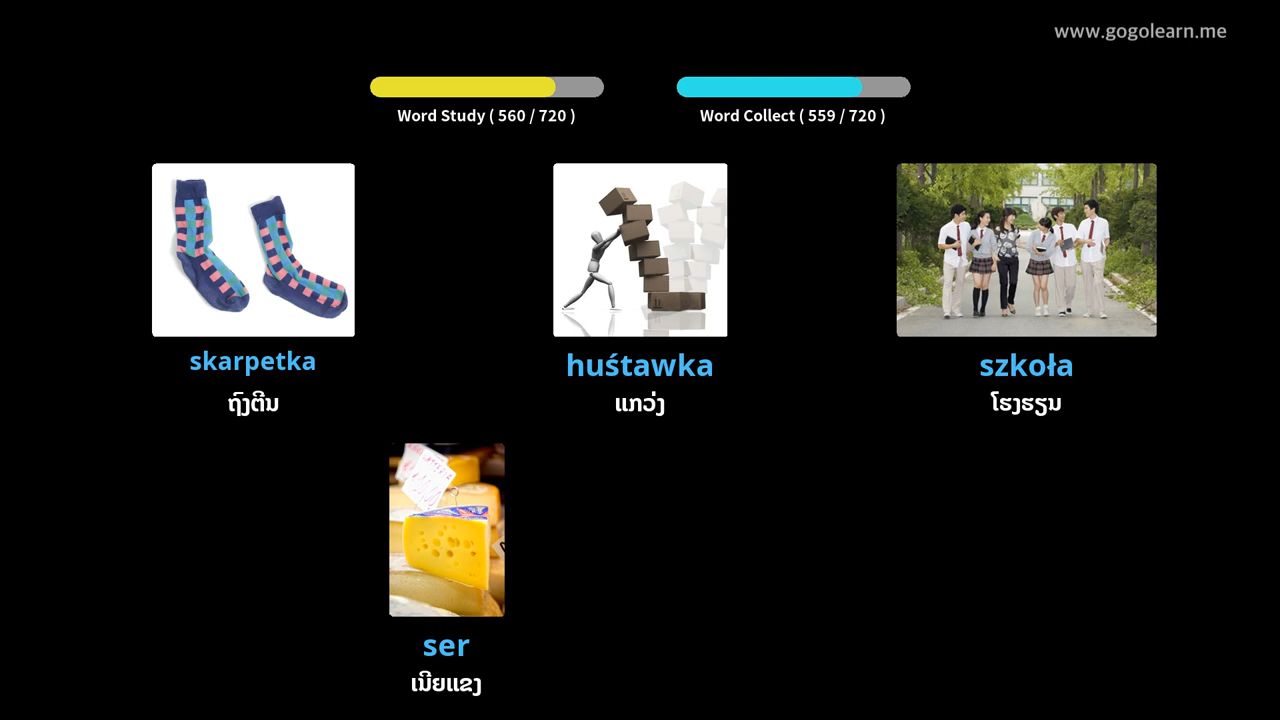 www.gogolearn.me
Word Study ( 560 / 720 )
Word Collect ( 559 / 720 )
skarpetka
ຖົງຕີນ
huśtawka
ແກວ່ງ
szkoła
ໂຮງຮຽນ
ser
ເນີຍແຂງ